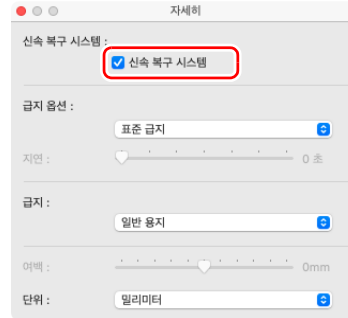 자세히
신속 복구 시스템 :
신속 복구 시스템
급지 옵션 :
표준 급지
지연 :
0 초
급지 :
일반 용지
여백 :
0mm
단위 :
밀리미터